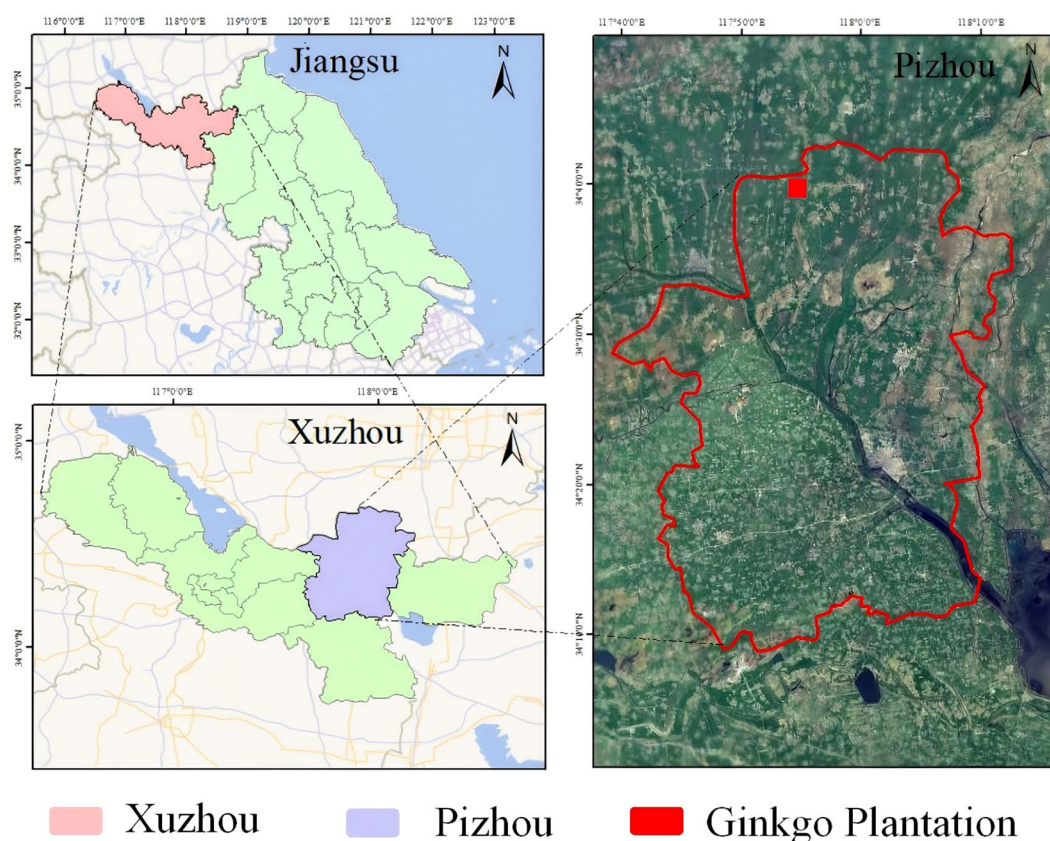 116°0'0"E 117°0'0"E 118°0'0"E 119°0'0"E 120°0'0"E 121°0'0"E 122°0'0"E 123°0'0"E
Jiangsu
N
35°0'0"N
34°0'0"N
33°0'0"N
32°0'0"N
117°0'0"E 118°0'0"E
Xuzhou
N
35°0'0"N
34°0'0"N
117°40'0"E 117°50'0"E 118°0'0"E 118°10'0"E
Pizhou
N
34°40'0"N
34°30'0"N
34°20'0"N
34°10'0"N
Xuzhou Pizhou Ginkgo Plantation